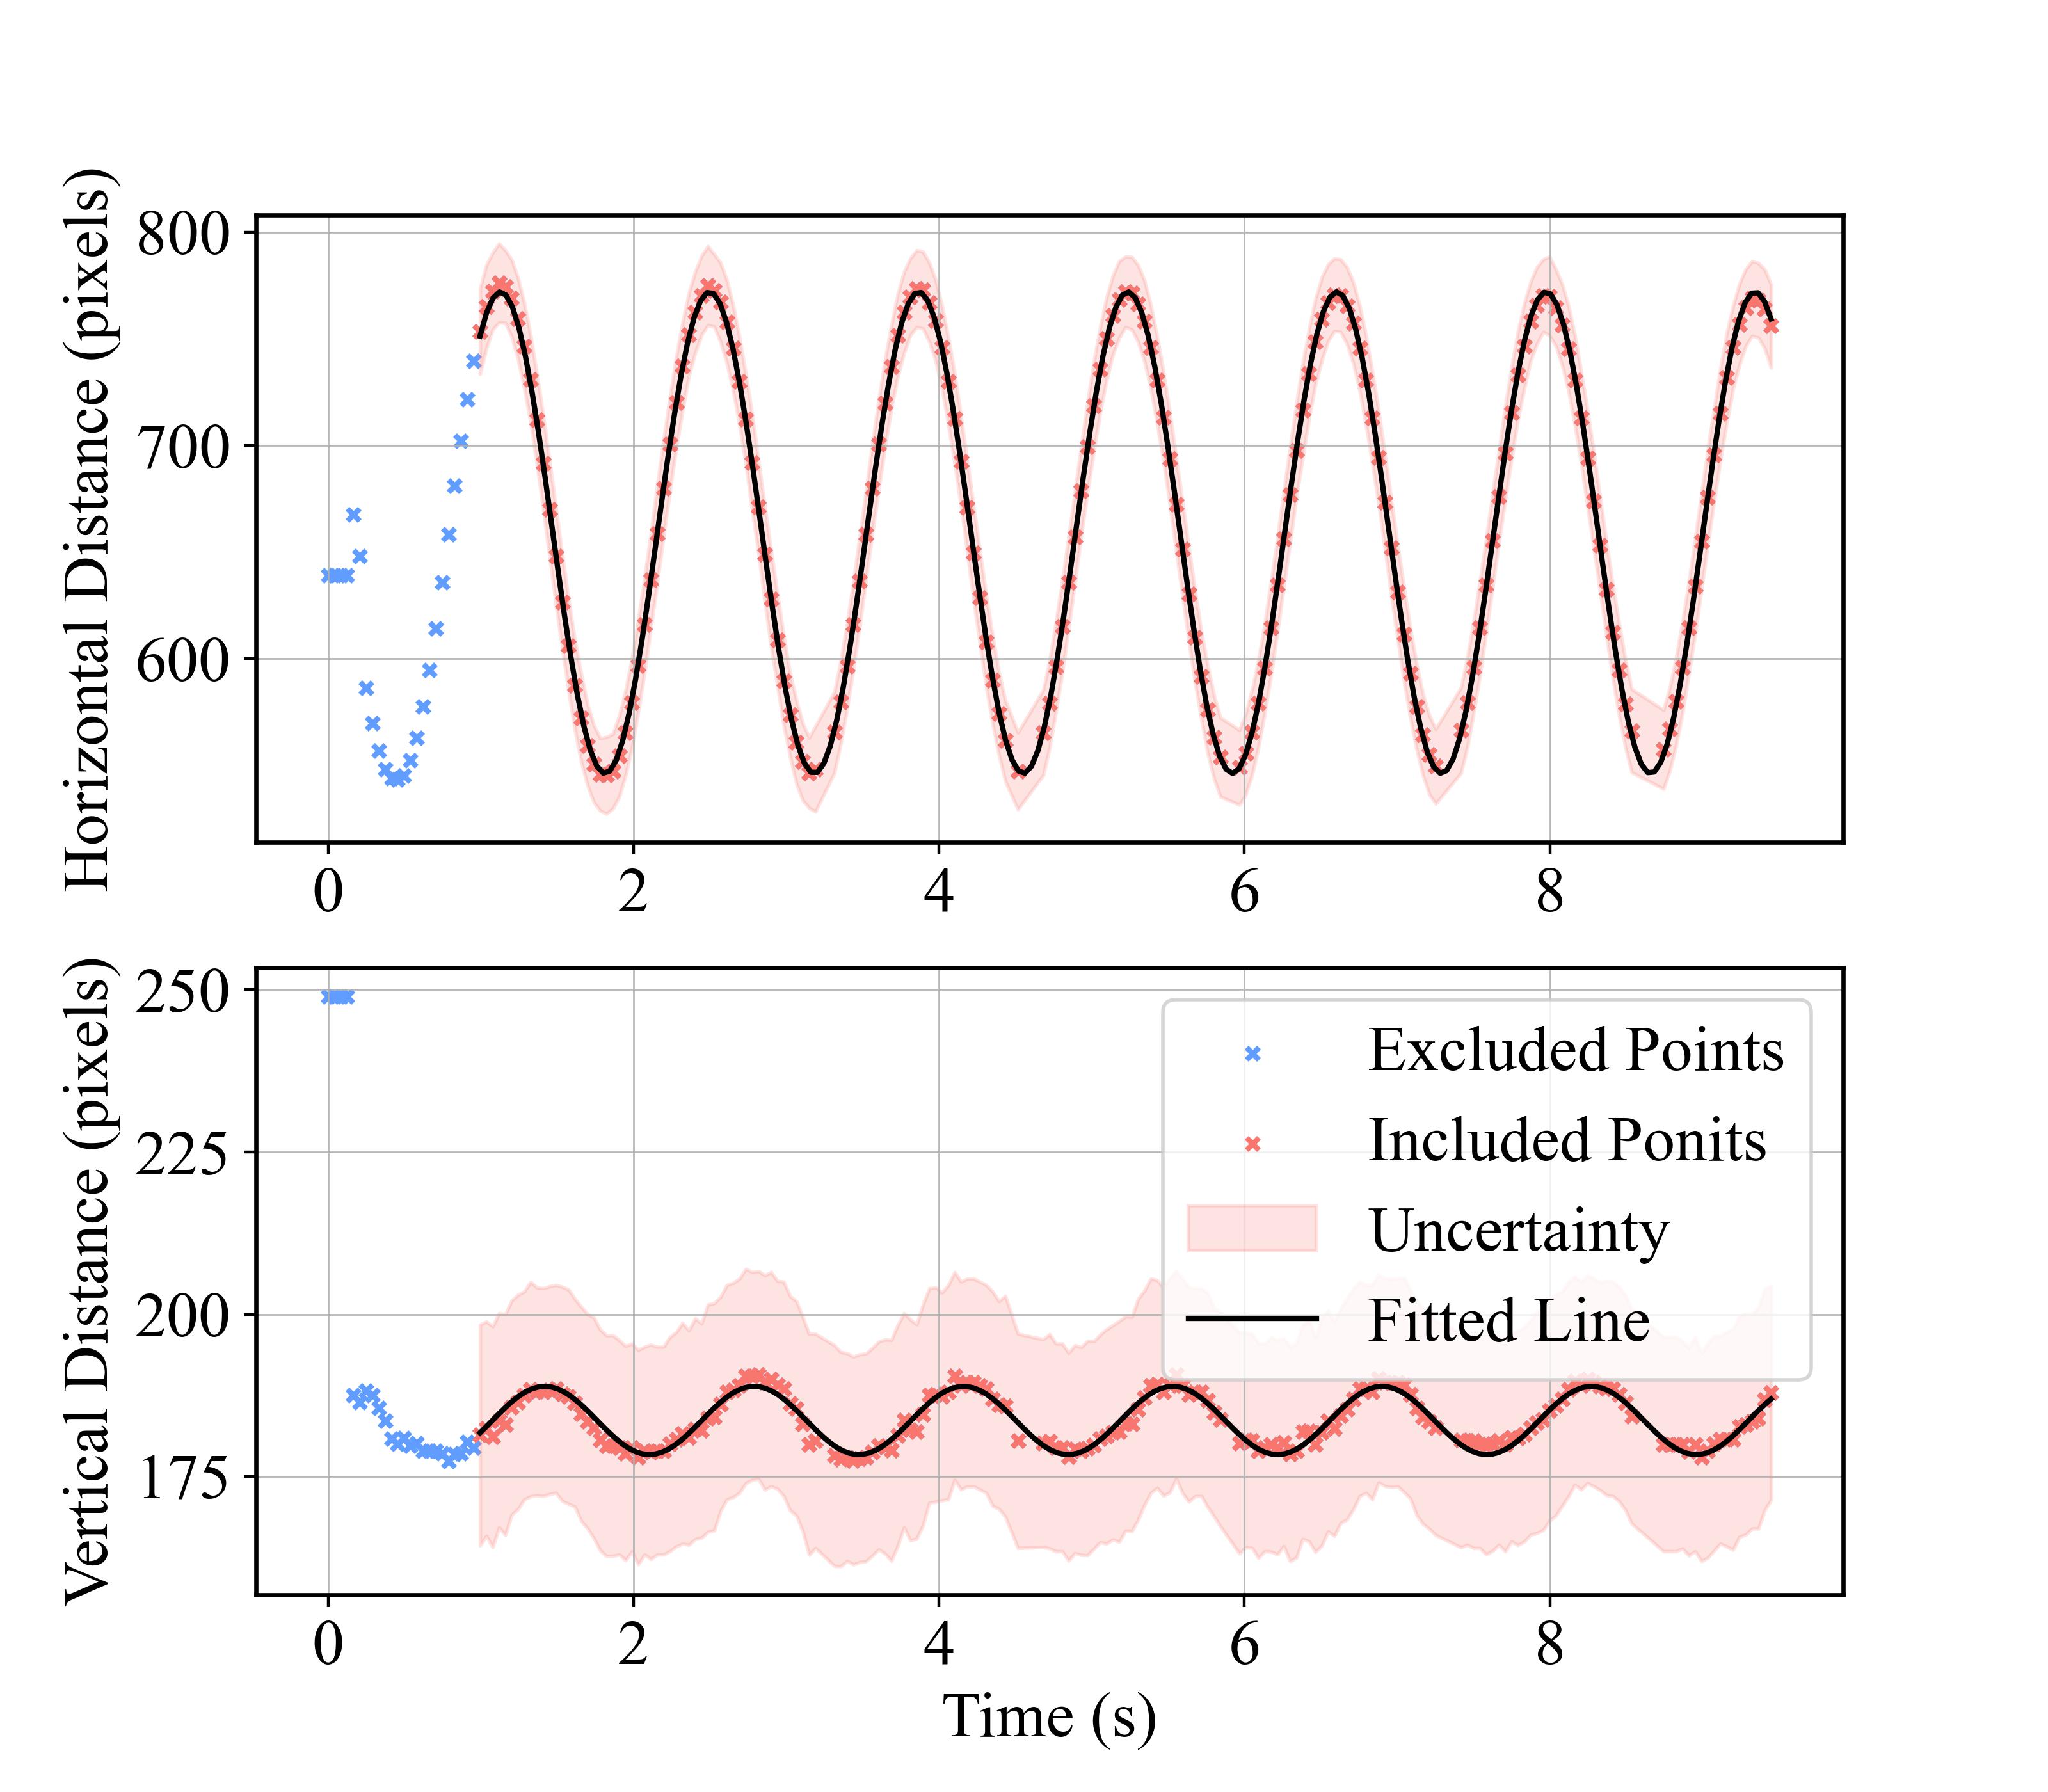 Horizontal Distance (pixels)
800
700
600
0 2 4 6 8
Vertical Distance (pixels)
250
225
200
175
Excluded Points
Included Ponits
Uncertainty
Fitted Line
0 2 4 6 8
Time (s)